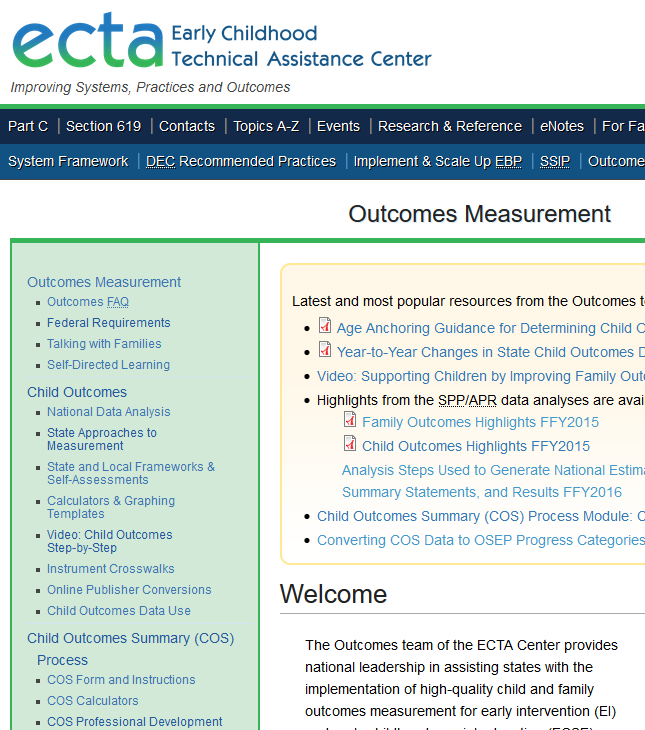 ecta Early Childhood
Technical Assistance Center
Improving Systems, Practices and Outcomes
Part C | Section 619 | Contacts | Topics A-Z | Events | Research & Reference | eNotes | For Fa
System Framework | DEC Recommended Practices | Implement & Scale Up EBP | SSIP | Outcome
Outcomes Measurement
Outcomes Measurement
Outcomes FAQ
Federal Requirements
Talking with Families
Self-Directed Learning
Child Outcomes
National Data Analysis
State Approaches to
Measurement
State and Local Frameworks &
Self-Assessments
Calculators & Graphing
Templates
Video: Child Outcomes
Step-by-Step
Instrument Crosswalks
Online Publisher Conversions
Child Outcomes Data Use
Child Outcomes Summary (COS)
Process
COS Form and Instructions
COS Calculators
COS Professional Development
Latest and most popular resources from the Outcomes t
Age Anchoring Guidance for Determining Child O
Year-to-Year Changes in State Child Outcomes D
Video: Supporting Children by Improving Family Out
Highlights from the SPP/APR data analyses are avai
Family Outcomes Highlights FFY2015
Child Outcomes Highlights FFY2015
Analysis Steps Used to Generate National Estima
Summary Statements, and Results FFY2016
Child Outcomes Summary (COS) Process Module: C
Converting COS Data to OSEP Progress Categories
Welcome
The Outcomes team of the ECTA Center provides
national leadership in assisting states with the
implementation of high-quality child and family
outcomes measurement for early intervention (EI)